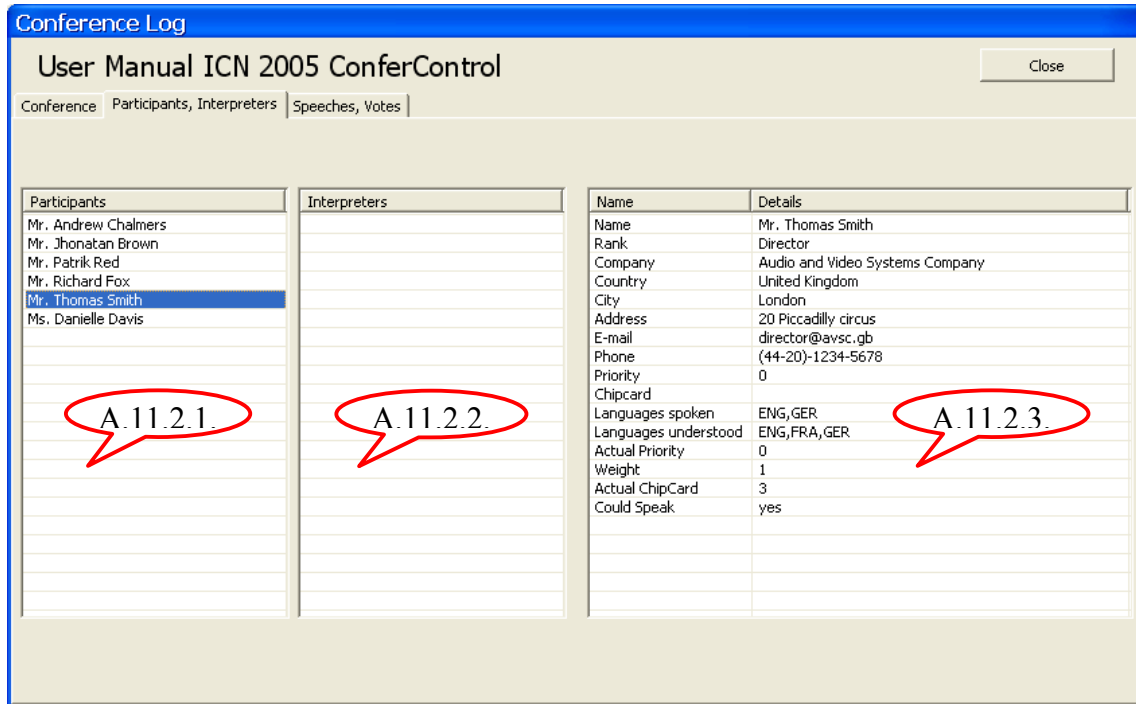 Conference Log
User Manual ICN 2005 ConferControl
Close
Conference Participants, Interpreters Speeches, Votes
Participants
Mr. Andrew Chalmers
Mr. Jhonatan Brown
Mr. Patrik Red
Mr. Richard Fox
Mr. Thomas Smith
Ms. Danielle Davis
A.11.2.1.
Interpreters
A.11.2.2.
Name Details
Name Mr. Thomas Smith
Rank Director
Company Audio and Video Systems Company
Country United Kingdom
City London
Address 20 Piccadilly circus
E-mail director@avsc.gb
Phone (44-20)-1234-5678
Priority 0
Chipcard
Languages spoken ENG,GER
Languages understood ENG,FRA,GER
Actual Priority 0
Weight 1
Actual ChipCard 3
Could Speak yes
A.11.2.3.